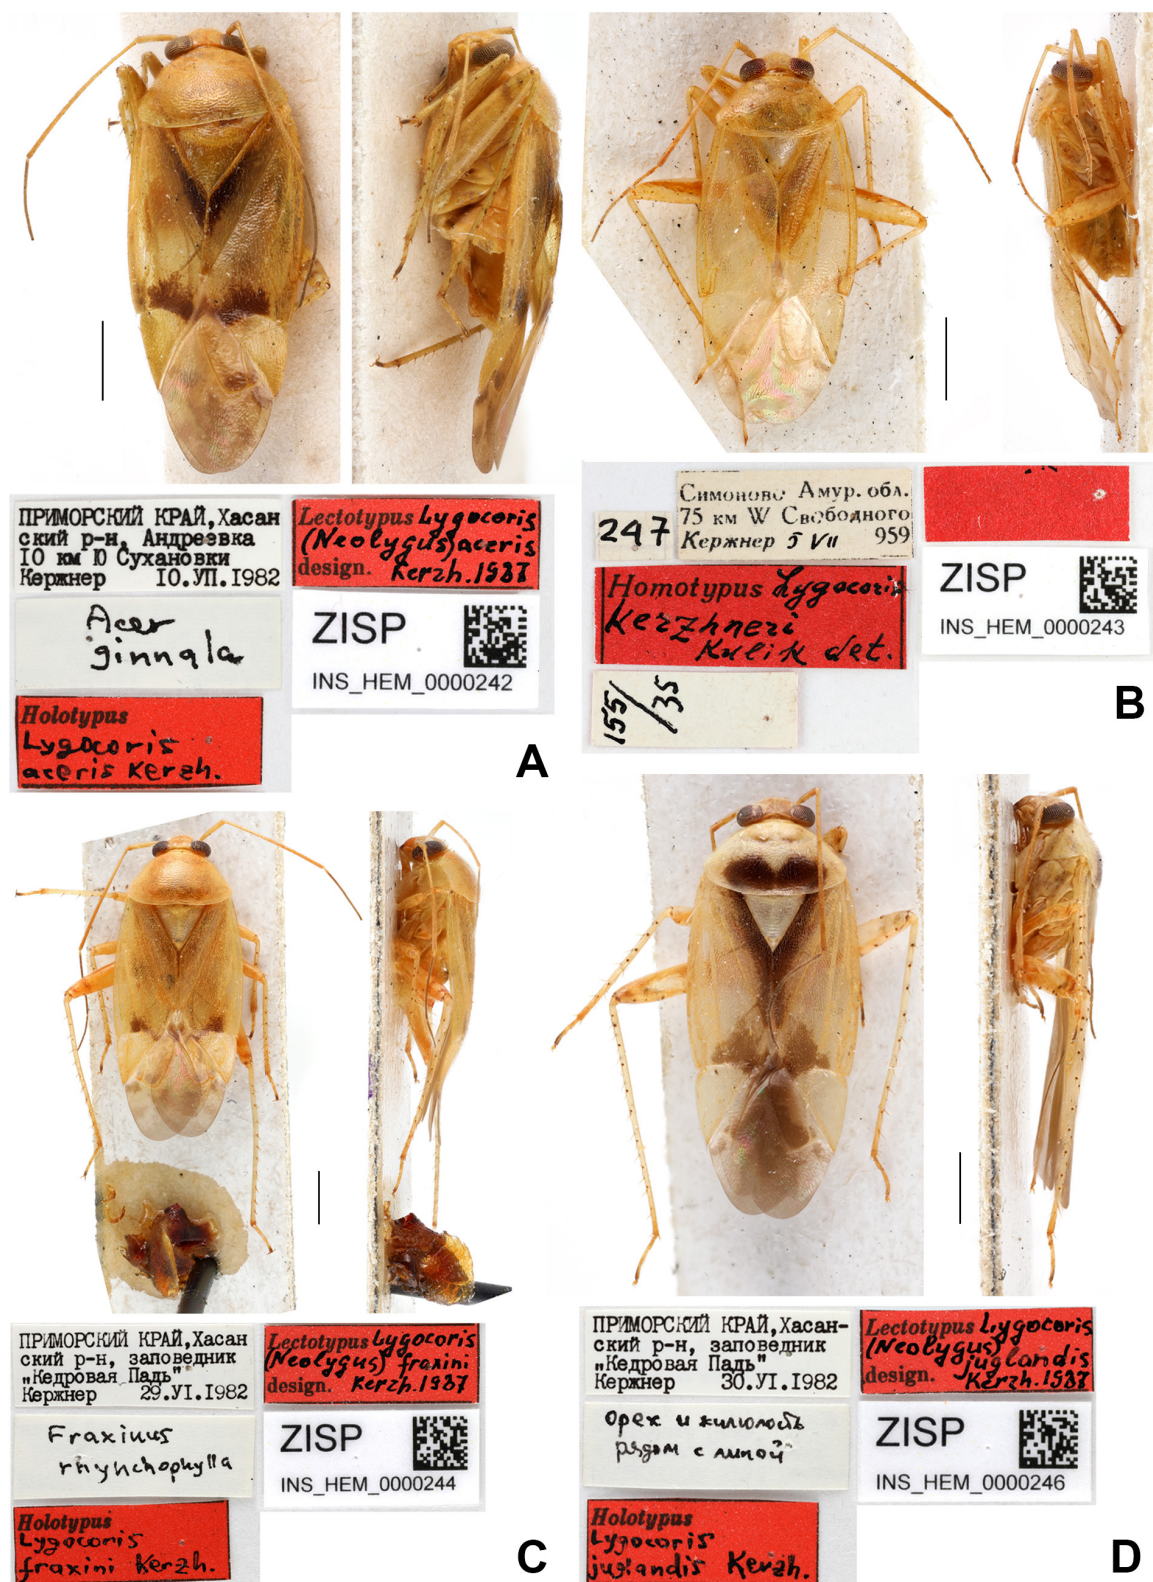 ПРИМОРСКИЙ КРАЙ, Хасан
ский р-н, Андреевка
10 км Ю Сухановки
Кержнер 10.VII.1982
Acer
ginnala
Holotypus
Lygocoris
aceris Kerzh.
Lectotypus Lygocoris
(Neolygus) aceris
design. Kerzh. 1987
ZISP
INS_HEM_0000242
A
247
Симоново Амур. обл.
75 км W Свободного
Кержнер 5 VII 959
Homotypus Lygocoris
Kerzhneri
Kulik det.
155/35
ZISP
INS_HEM_0000243
B
ПРИМОРСКИЙ КРАЙ, Хасан
ский р-н, заповедник
„Кедровая Падь"
Кержнер 29.VI.1982
Fraxinus
rhynchophylla
Holotypus
Lygocoris
fraxini Kerzh.
Lectotypus Lygocoris
(Neolygus) fraxini
design. Kerzh. 1987
ZISP
INS_HEM_0000244
C
ПРИМОРСКИЙ КРАЙ, Хасан-
ский р-н, заповедник
„Кедровая Падь"
Кержнер 30.VI.1982
Орех и жимолость
рядом с липой
Holotypus
Lygocoris
juglandis Kerzh.
Lectotypus Lygocoris
(Neolygus) juglandis
design. Kerzh. 1987
ZISP
INS_HEM_0000246
D